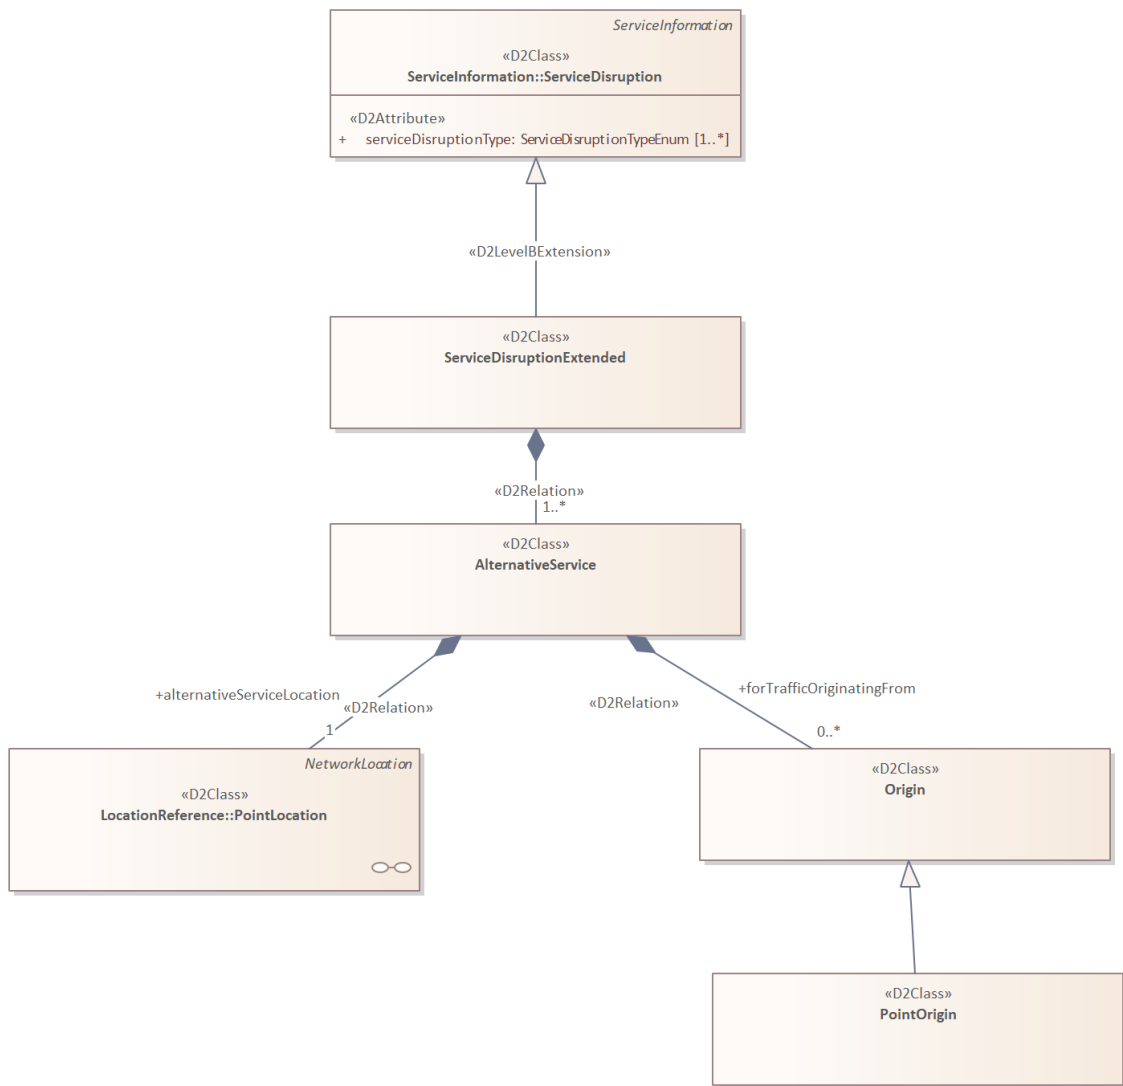 ServiceInformation
«D2Class»
ServiceInformation::ServiceDisruption
«D2Attribute»
+ serviceDisruptionType: ServiceDisruptionTypeEnum [1..*]
«D2LevelBExtension»
«D2Class»
ServiceDisruptionExtended
«D2Relation»
1..*
«D2Class»
AlternativeService
+alternativeServiceLocation
«D2Relation»
1
+forTrafficOriginatingFrom
«D2Relation»
0..*
NetworkLocation
«D2Class»
LocationReference::PointLocation
«D2Class»
Origin
«D2Class»
PointOrigin